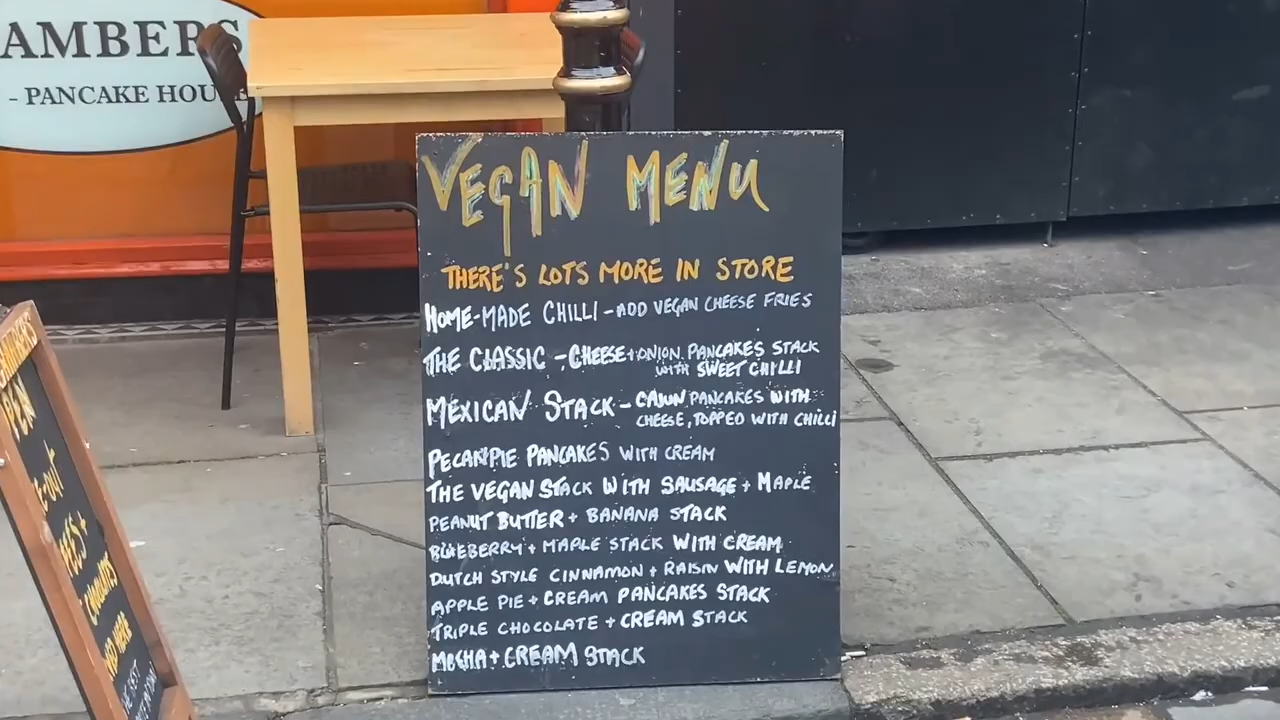 AMBERS
- PANCAKE HOUSE
VEGAN MENU
THERE'S LOTS MORE IN STORE
HOME-MADE CHILLI - ADD VEGAN CHEESE FRIES
THE CLASSIC - CHEESE + ONION PANCAKES STACK
WITH SWEET CHILLI
MEXICAN STACK - CAJUN PANCAKES WITH
CHEESE, TOPPED WITH CHILLI
PECANPIE PANCAKES WITH CREAM
THE VEGAN STACK WITH SAUSAGE + MAPLE
PEANUT BUTTER + BANANA STACK
BLUEBERRY + MAPLE STACK WITH CREAM
DUTCH STYLE CINNAMON + RAISIN WITH LEMON
APPLE PIE + CREAM PANCAKES STACK
TRIPLE CHOCOLATE + CREAM STACK
MOCHA + CREAM STACK